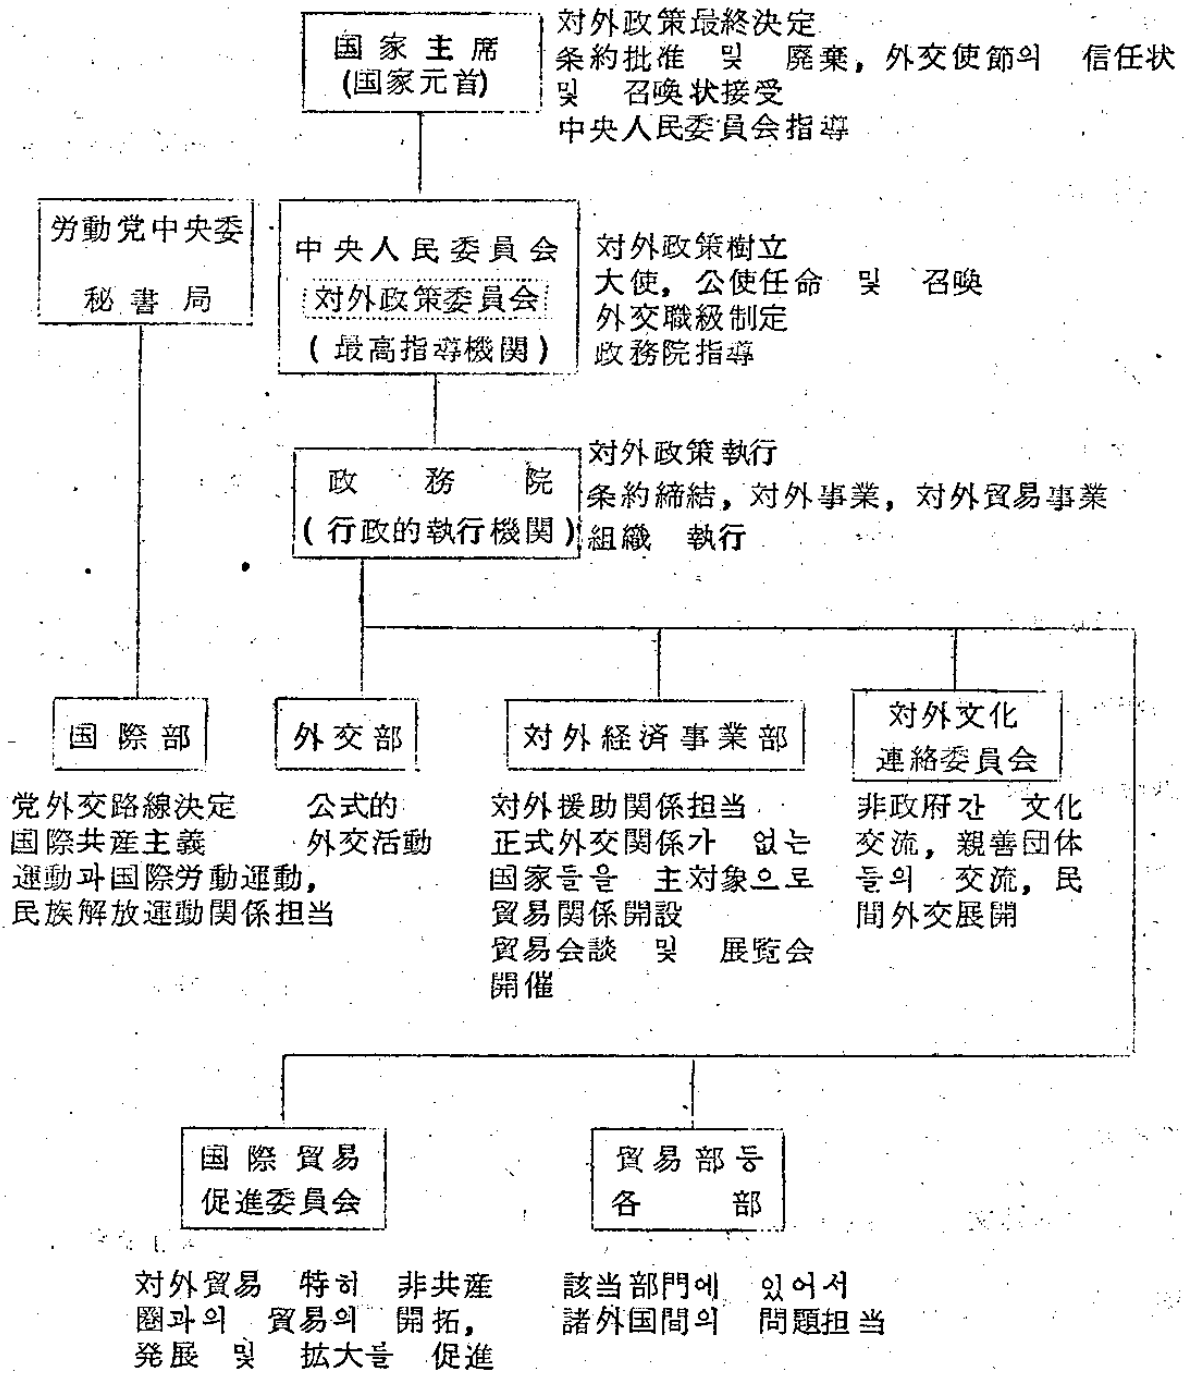 国家主席
(国家元首)
対外政策最終決定
条約批准 및 廃棄, 外交使節의 信任状
및 召喚状接受
中央人民委員会指導
労動党中央委
秘書局
中央人民委員会
対外政策委員会
(最高指導機関)
対外政策樹立
大使, 公使任命 및 召喚
外交職級制定
政務院指導
政務院
(行政的執行機関)
対外政策執行
条約締結, 対外事業, 対外貿易事業
組織 執行
国際部
党外交路線決定
国際共産主義
運動과国際労動運動,
民族解放運動関係担当
外交部
公式的
外交活動
対外経済事業部
対外援助関係担当
正式外交関係가 없는
国家들을 主対象으로
貿易関係開設
貿易会談 및 展覧会
開催
対外文化
連絡委員会
非政府간 文化
交流, 親善団体
들의 交流, 民
間外交展開
国際貿易
促進委員会
対外貿易 特히 非共産
圏과의 貿易의 開拓,
発展 및 拡大를 促進
貿易部等
各部
該当部門에 있어서
諸外国間의 問題担当